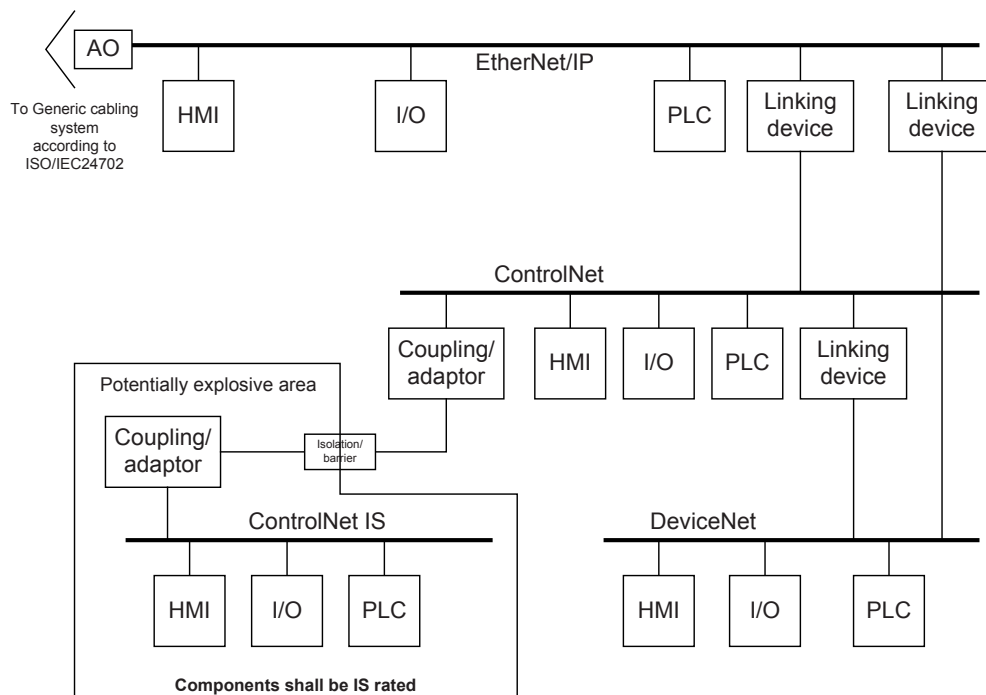 AO
EtherNet/IP
To Generic cabling
system
according to
ISO/IEC24702
HMI
I/O
PLC
Linking
device
Linking
device
ControlNet
Coupling/
adaptor
HMI
I/O
PLC
Linking
device
Potentially explosive area
Coupling/
adaptor
Isolation/
barrier
ControlNet IS
DeviceNet
HMI
I/O
PLC
HMI
I/O
PLC
Components shall be IS rated